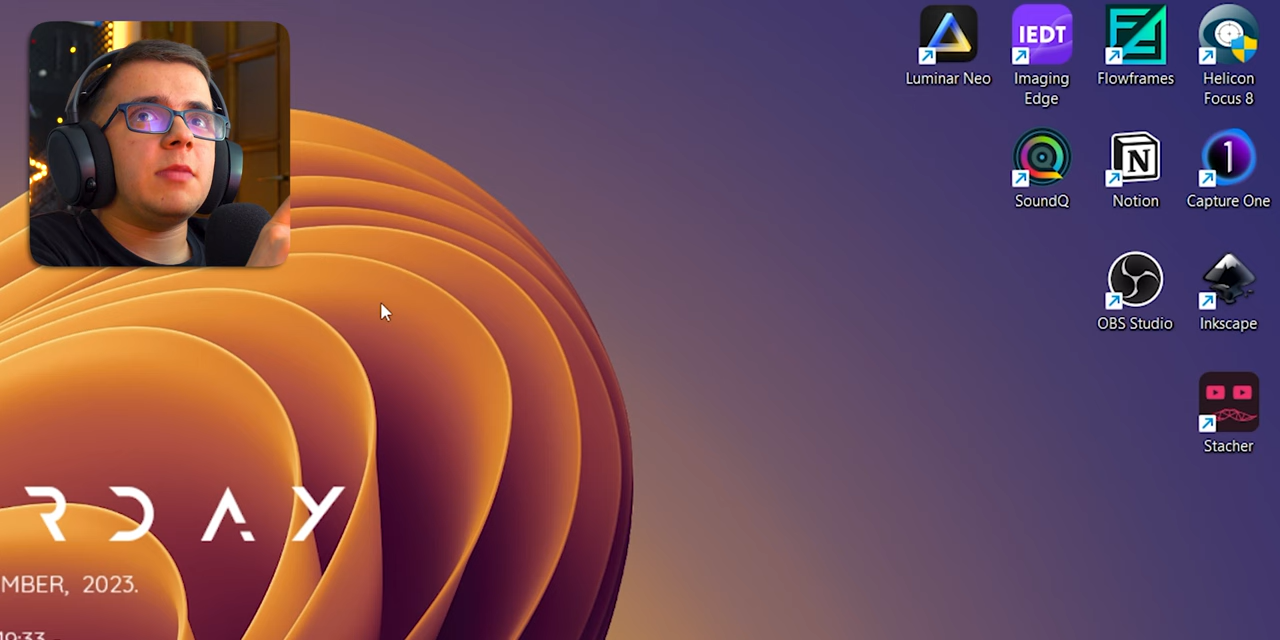 Luminar Neo
IEDT
Imaging
Edge
Flowframes
Helicon
Focus 8
SoundQ
N
Notion
1
Capture One
OBS Studio
Inkscape
Stacher
RDAY
MBER, 2023.